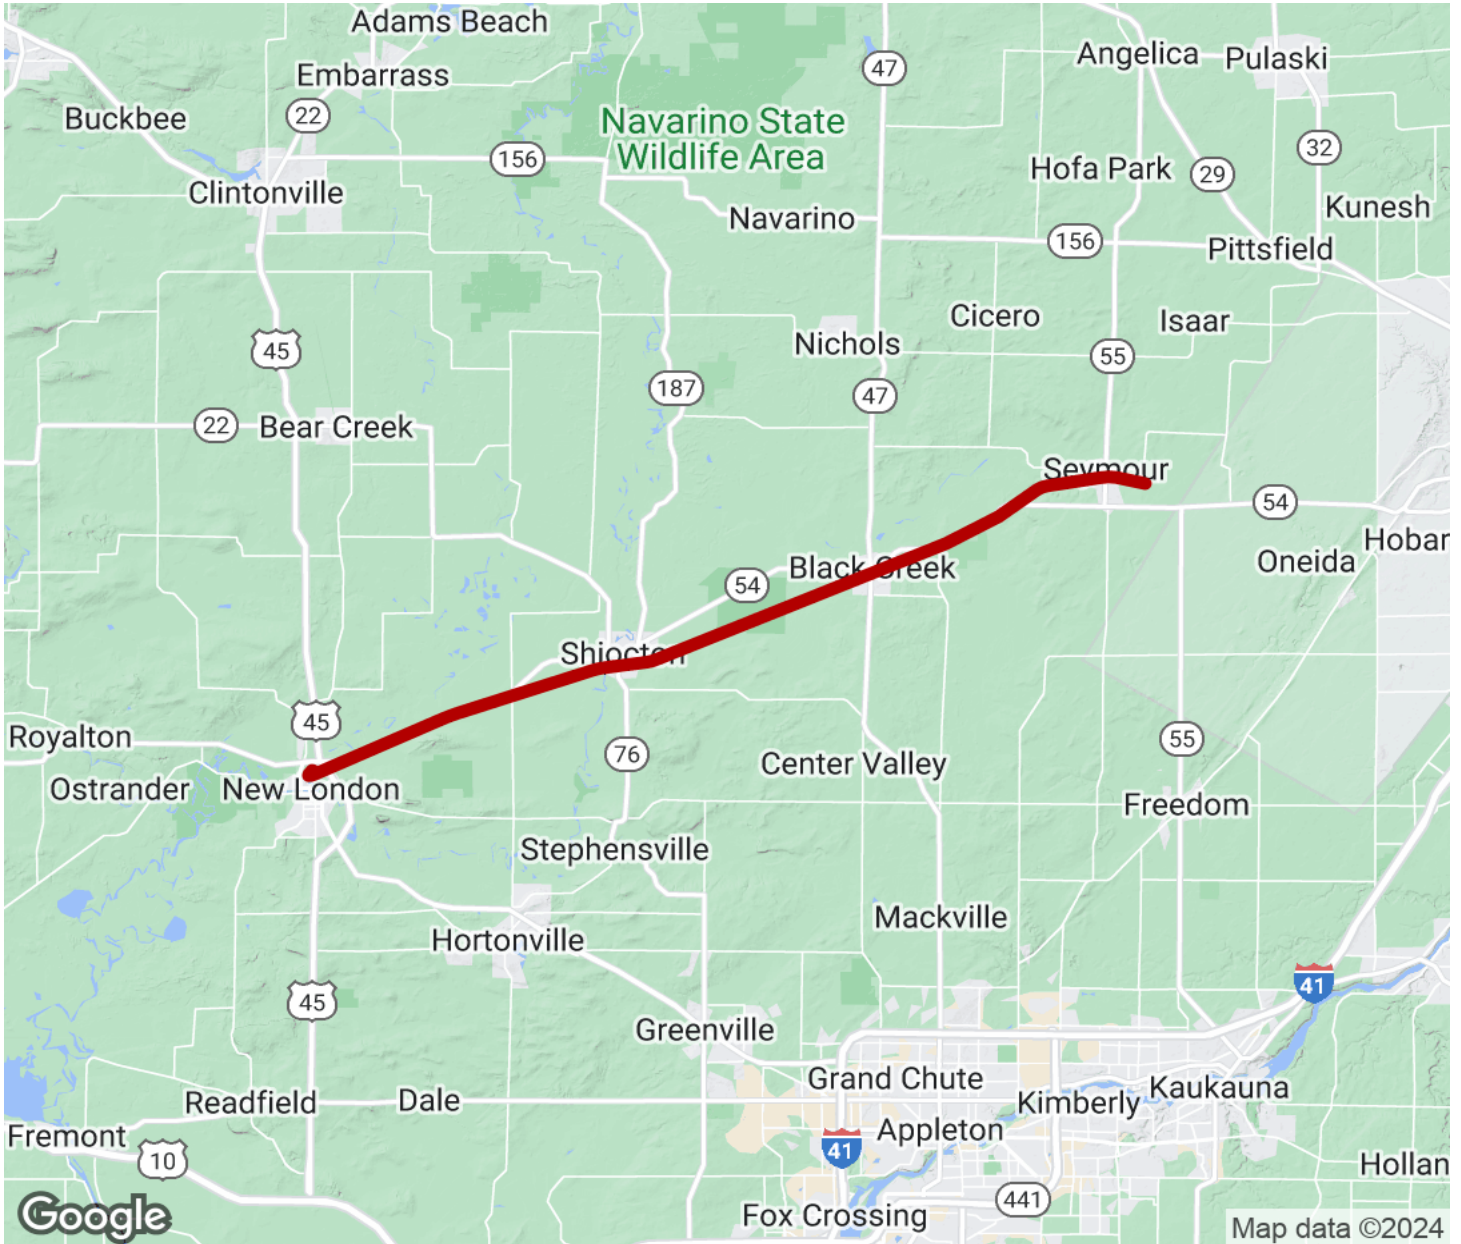 Adams Beach
Embarrass
47
Angelica
Pulaski
Buckbee
22
Navarino State
Wildlife Area
156
32
Hofa Park
29
Clintonville
Navarino
Kunesh
156
Pittsfield
Cicero
Isaar
45
Nichols
55
187
47
22
Bear Creek
Seymour
54
Hobar
Oneida
Black Creek
54
Shiocton
45
Royalton
55
76
Center Valley
Ostrander
New London
Freedom
Stephensville
Mackville
Hortonville
41
45
Greenville
Grand Chute
Kaukauna
Readfield
Dale
Kimberly
Fremont
Appleton
41
10
Hollan
441
Google
Fox Crossing
Map data ©2024